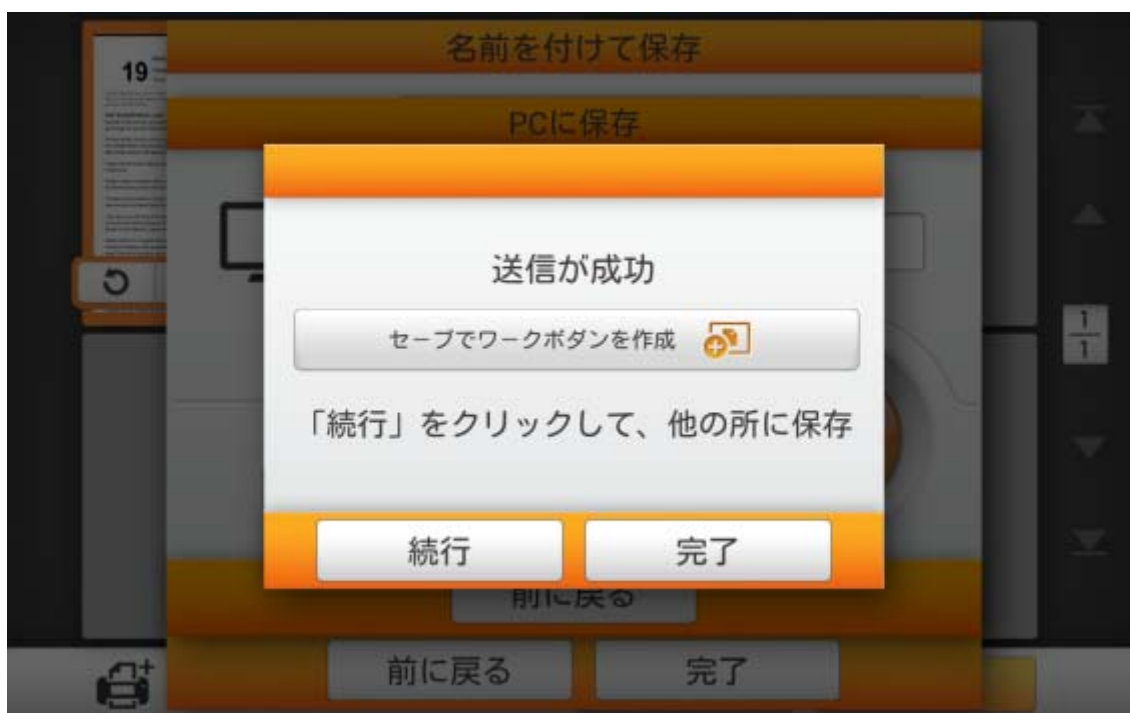 名前を付けて保存
19
PCに保存
送信が成功
セーブでワークボダンを作成
「続行」をクリックして、他の所に保存
1
1
続行
完了
前に戻る
前に戻る
完了